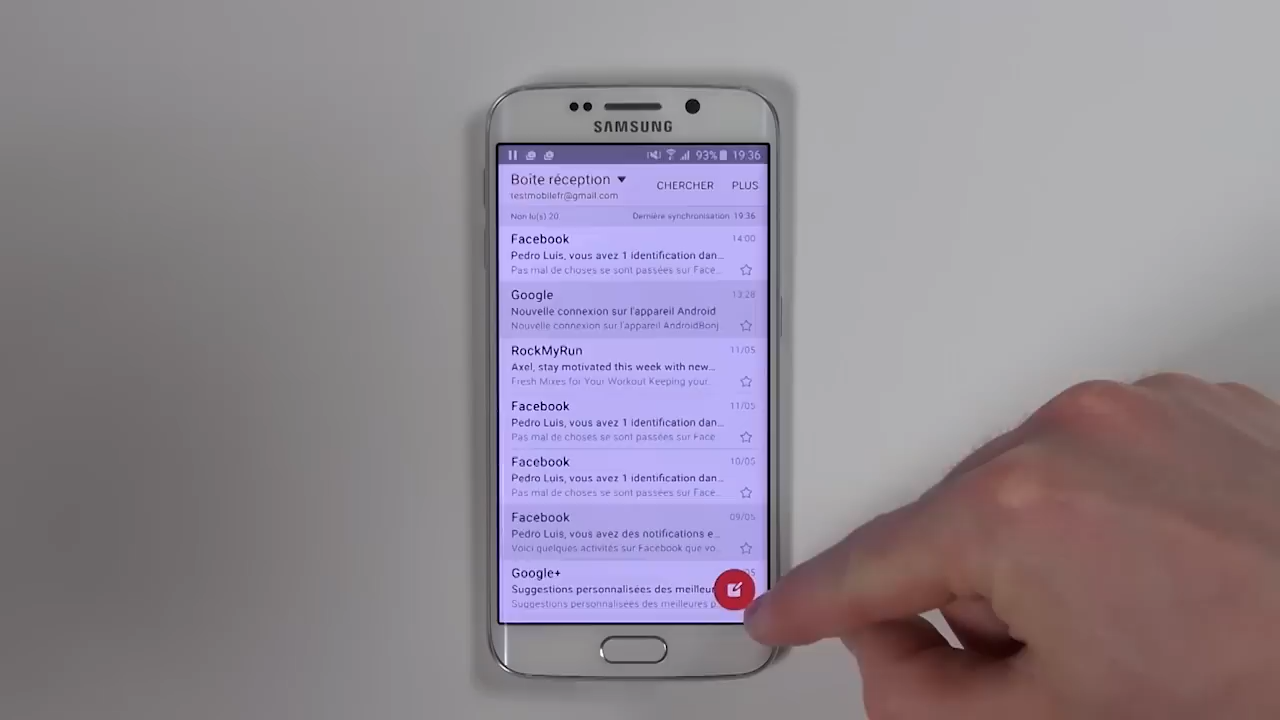 SAMSUNG
93% 19:36
Boîte réception
testmobilefr@gmail.com
CHERCHER PLUS
Non lu(s) 20 Dernière synchronisation 19:36
Facebook 14:00
Pedro Luis, vous avez 1 identification dan...
Pas mal de choses se sont passées sur Face...
Google 13:28
Nouvelle connexion sur l'appareil Android
Nouvelle connexion sur l'appareil AndroidBonj
RockMyRun 11/05
Axel, stay motivated this week with new...
Fresh Mixes for Your Workout Keeping your
Facebook 11/05
Pedro Luis, vous avez 1 identification dan...
Pas mal de choses se sont passées sur Face
Facebook 10/05
Pedro Luis, vous avez 1 identification dan...
Pas mal de choses se sont passées sur Face...
Facebook 09/05
Pedro Luis, vous avez des notifications e...
Voici quelques activités sur Facebook que vo...
Google+
Suggestions personnalisées des meilleur
Suggestions personnalisées des meilleures p...